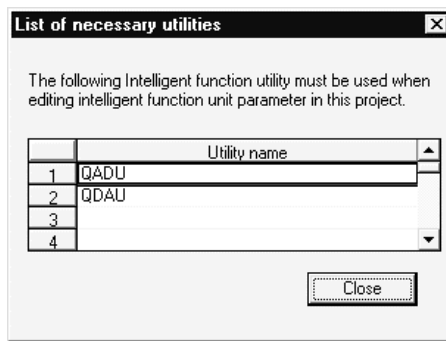 List of necessary utilities
The following Intelligent function utility must be used when
editing intelligent function unit parameter in this project.
Utility name
1 QADU
2 QDAU
3
4
Close